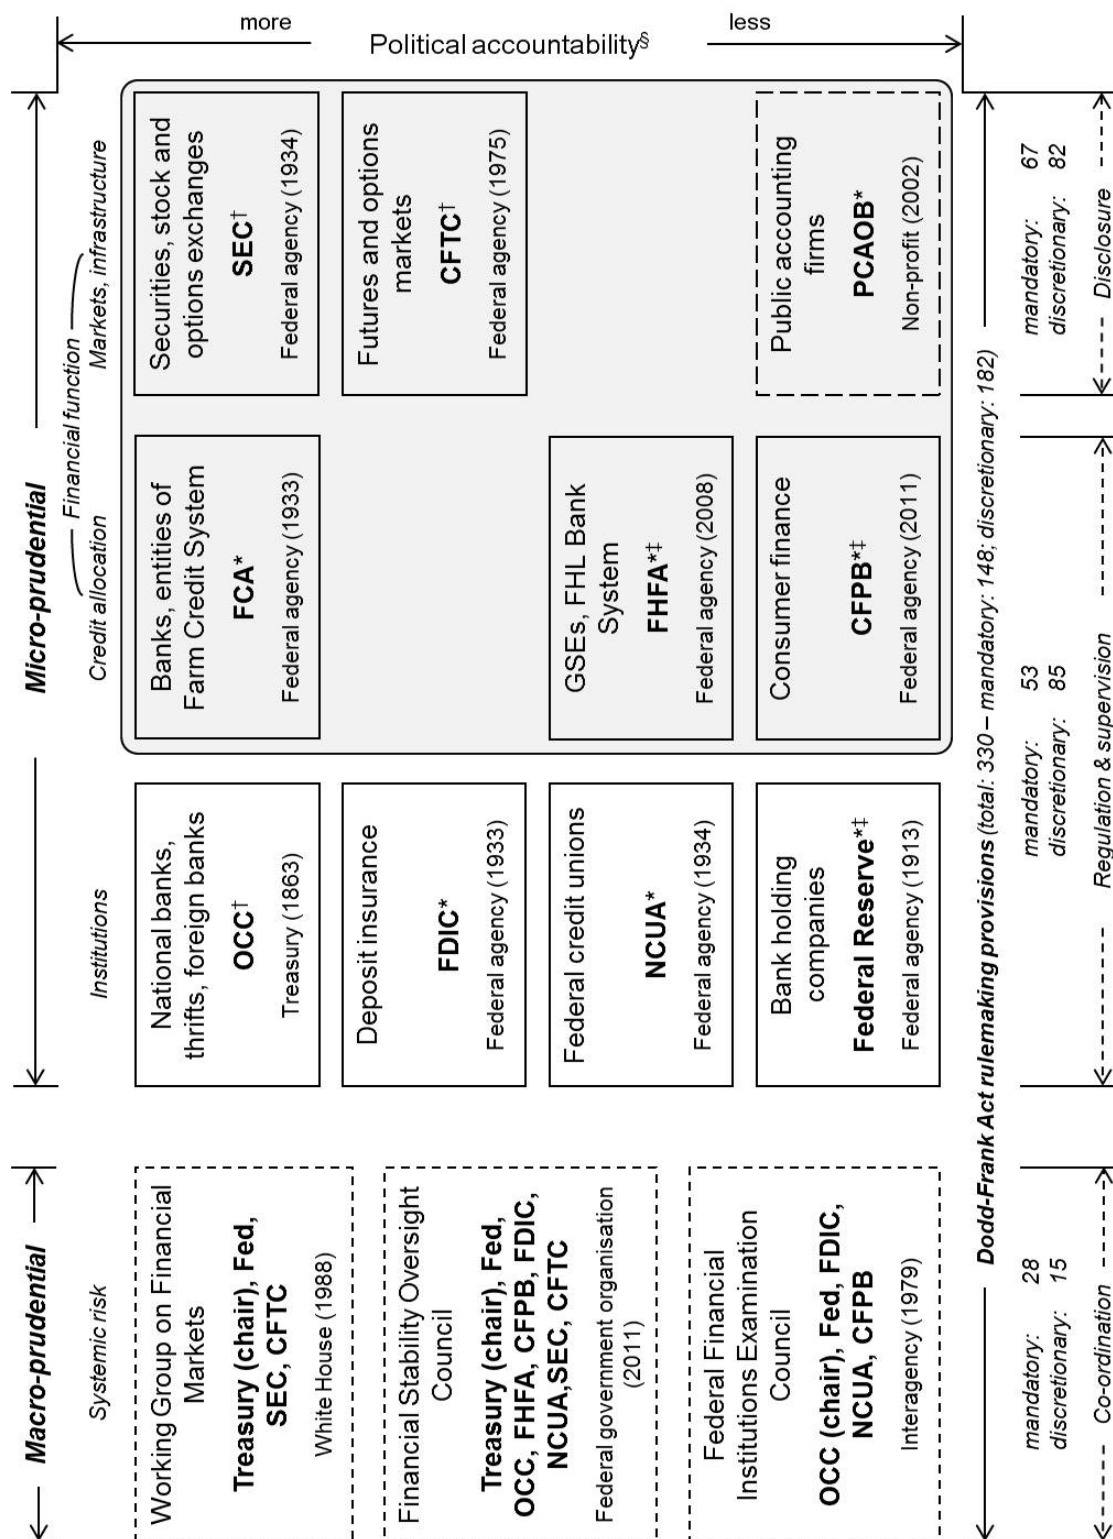 Macro-prudential
Micro-prudential
Financial function
Systemic risk
Institutions
Credit allocation
Markets, infrastructure
more
Political accountability§
less
Working Group on Financial
Markets
Treasury (chair), Fed,
SEC, CFTC
White House (1988)
Financial Stability Oversight
Council
Treasury (chair), Fed,
OCC, FHFA, CFPB, FDIC,
NCUA,SEC, CFTC
Federal government organisation
(2011)
Federal Financial
Institutions Examination
Council
OCC (chair), Fed, FDIC,
NCUA, CFPB
Interagency (1979)
National banks,
thrifts, foreign banks
OCC†
Treasury (1863)
Deposit insurance
FDIC*
Federal agency (1933)
Federal credit unions
NCUA*
Federal agency (1934)
Bank holding
companies
Federal Reserve*‡
Federal agency (1913)
Banks, entities of
Farm Credit System
FCA*
Federal agency (1933)
GSEs, FHL Bank
System
FHFA*‡
Federal agency (2008)
Consumer finance
CFPB*‡
Federal agency (2011)
Securities, stock and
options exchanges
SEC†
Federal agency (1934)
Futures and options
markets
CFTC†
Federal agency (1975)
Public accounting
firms
PCAOB*
Non-profit (2002)
Dodd-Frank Act rulemaking provisions (total: 330 – mandatory: 148; discretionary: 182)
mandatory: 28
discretionary: 15
mandatory: 53
discretionary: 85
mandatory: 67
discretionary: 82
Co-ordination
Regulation & supervision
Disclosure